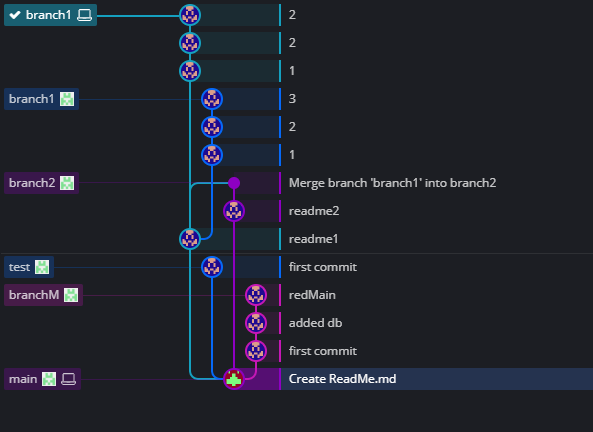 branch1 2
2
1
branch1 3
2
1
branch2 Merge branch 'branch1' into branch2
readme2
readme1
test first commit
branchM redMain
added db
first commit
main Create ReadMe.md